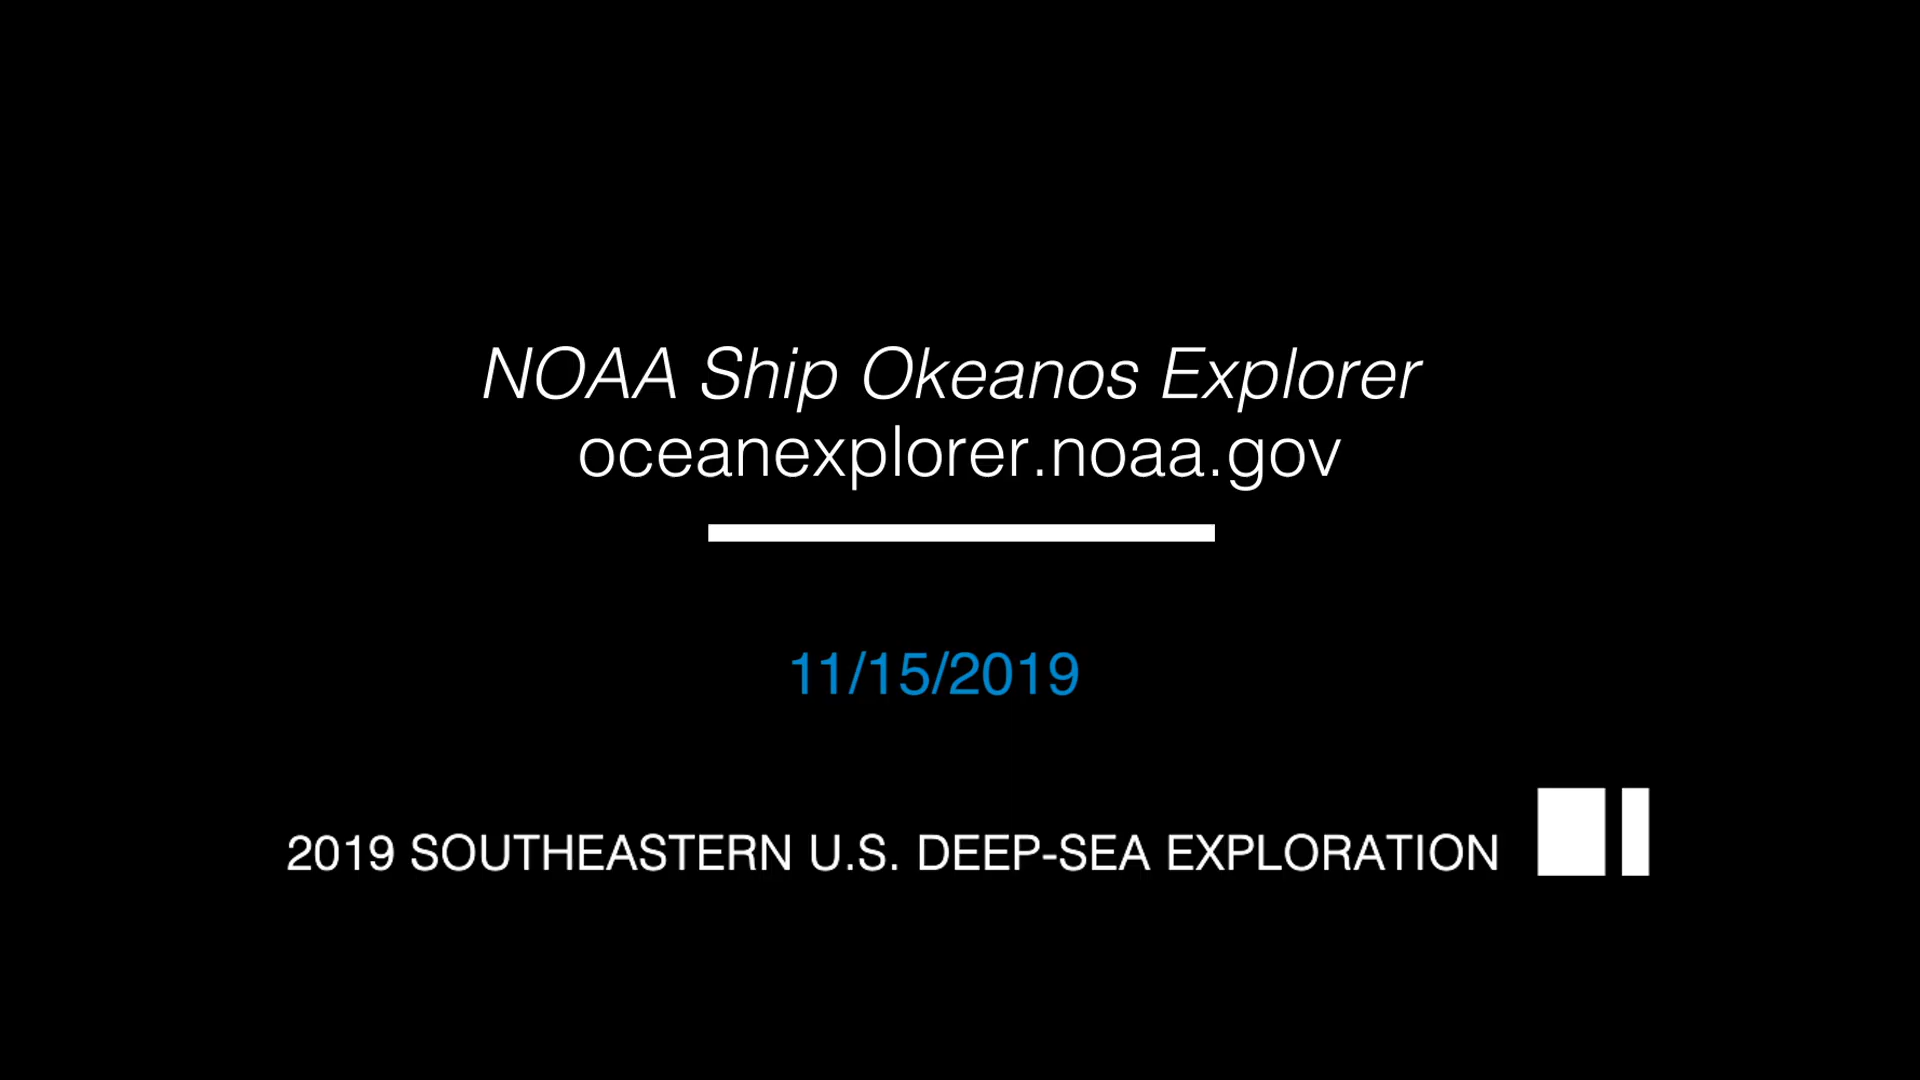 NOAA Ship Okeanos Explorer
oceanexplorer.noaa.gov
11/15/2019
2019 SOUTHEASTERN U.S. DEEP-SEA EXPLORATION